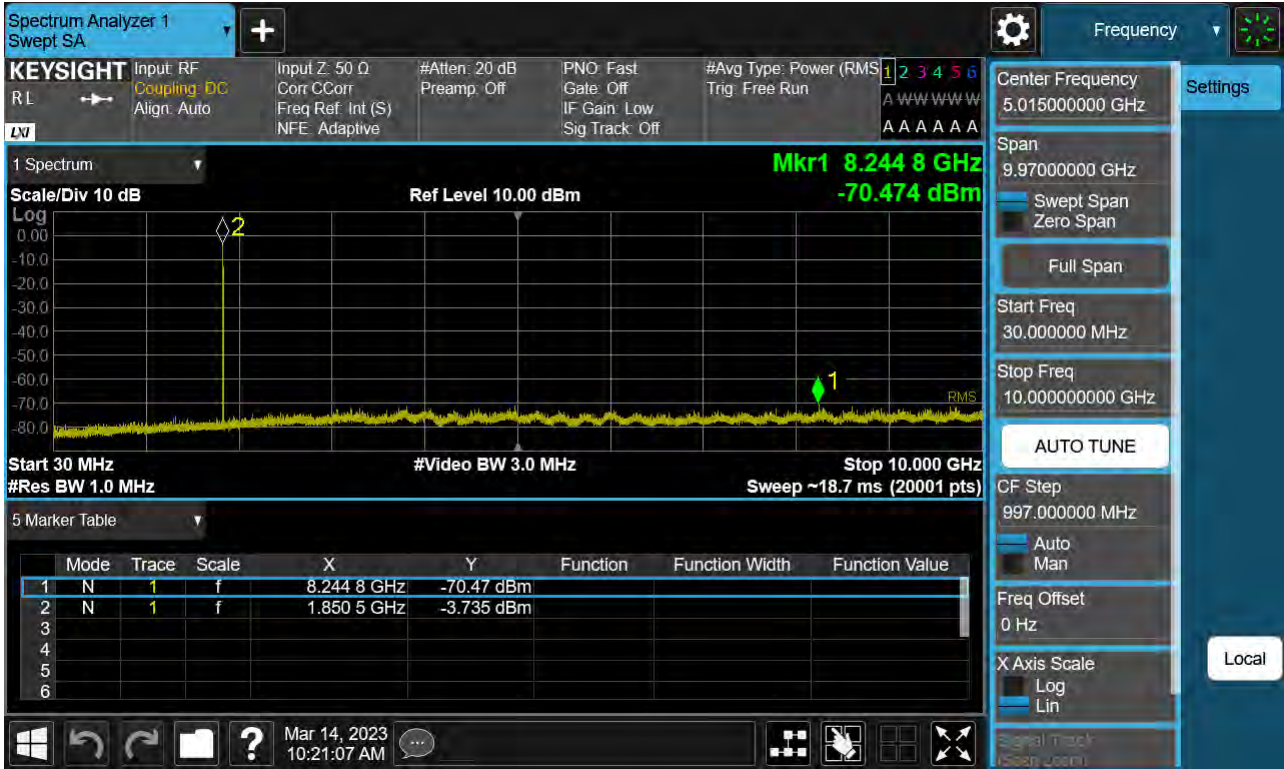 Spectrum Analyzer 1
Swept SA
+
Frequency
KEYSIGHT
RL
LXI
Input: RF
Coupling: DC
Align: Auto
Input Z: 50 Ω
Corr CCorr
Freq Ref: Int (S)
NFE: Adaptive
#Atten: 20 dB
Preamp: Off
PNO: Fast
Gate: Off
IF Gain: Low
Sig Track: Off
#Avg Type: Power (RMS
Trig: Free Run
1 2 3 4 5 6
A W W W W W
A A A A A A
1 Spectrum
Mkr1 8.244 8 GHz
Scale/Div 10 dB
Ref Level 10.00 dBm
-70.474 dBm
Log
0.00
-10.0
-20.0
-30.0
-40.0
-50.0
-60.0
-70.0
-80.0
2
1
RMS
Start 30 MHz
#Video BW 3.0 MHz
Stop 10.000 GHz
#Res BW 1.0 MHz
Sweep ~18.7 ms (20001 pts)
5 Marker Table
Mode Trace Scale X Y Function Function Width Function Value
1 N 1 f 8.244 8 GHz -70.47 dBm
2 N 1 f 1.850 5 GHz -3.735 dBm
3
4
5
6
?
Mar 14, 2023
10:21:07 AM
Center Frequency
5.015000000 GHz
Span
9.97000000 GHz
Swept Span
Zero Span
Full Span
Start Freq
30.000000 MHz
Stop Freq
10.000000000 GHz
AUTO TUNE
CF Step
997.000000 MHz
Auto
Man
Freq Offset
0 Hz
X Axis Scale
Log
Lin
Signal Track
(Span Zoom)
Settings
Local